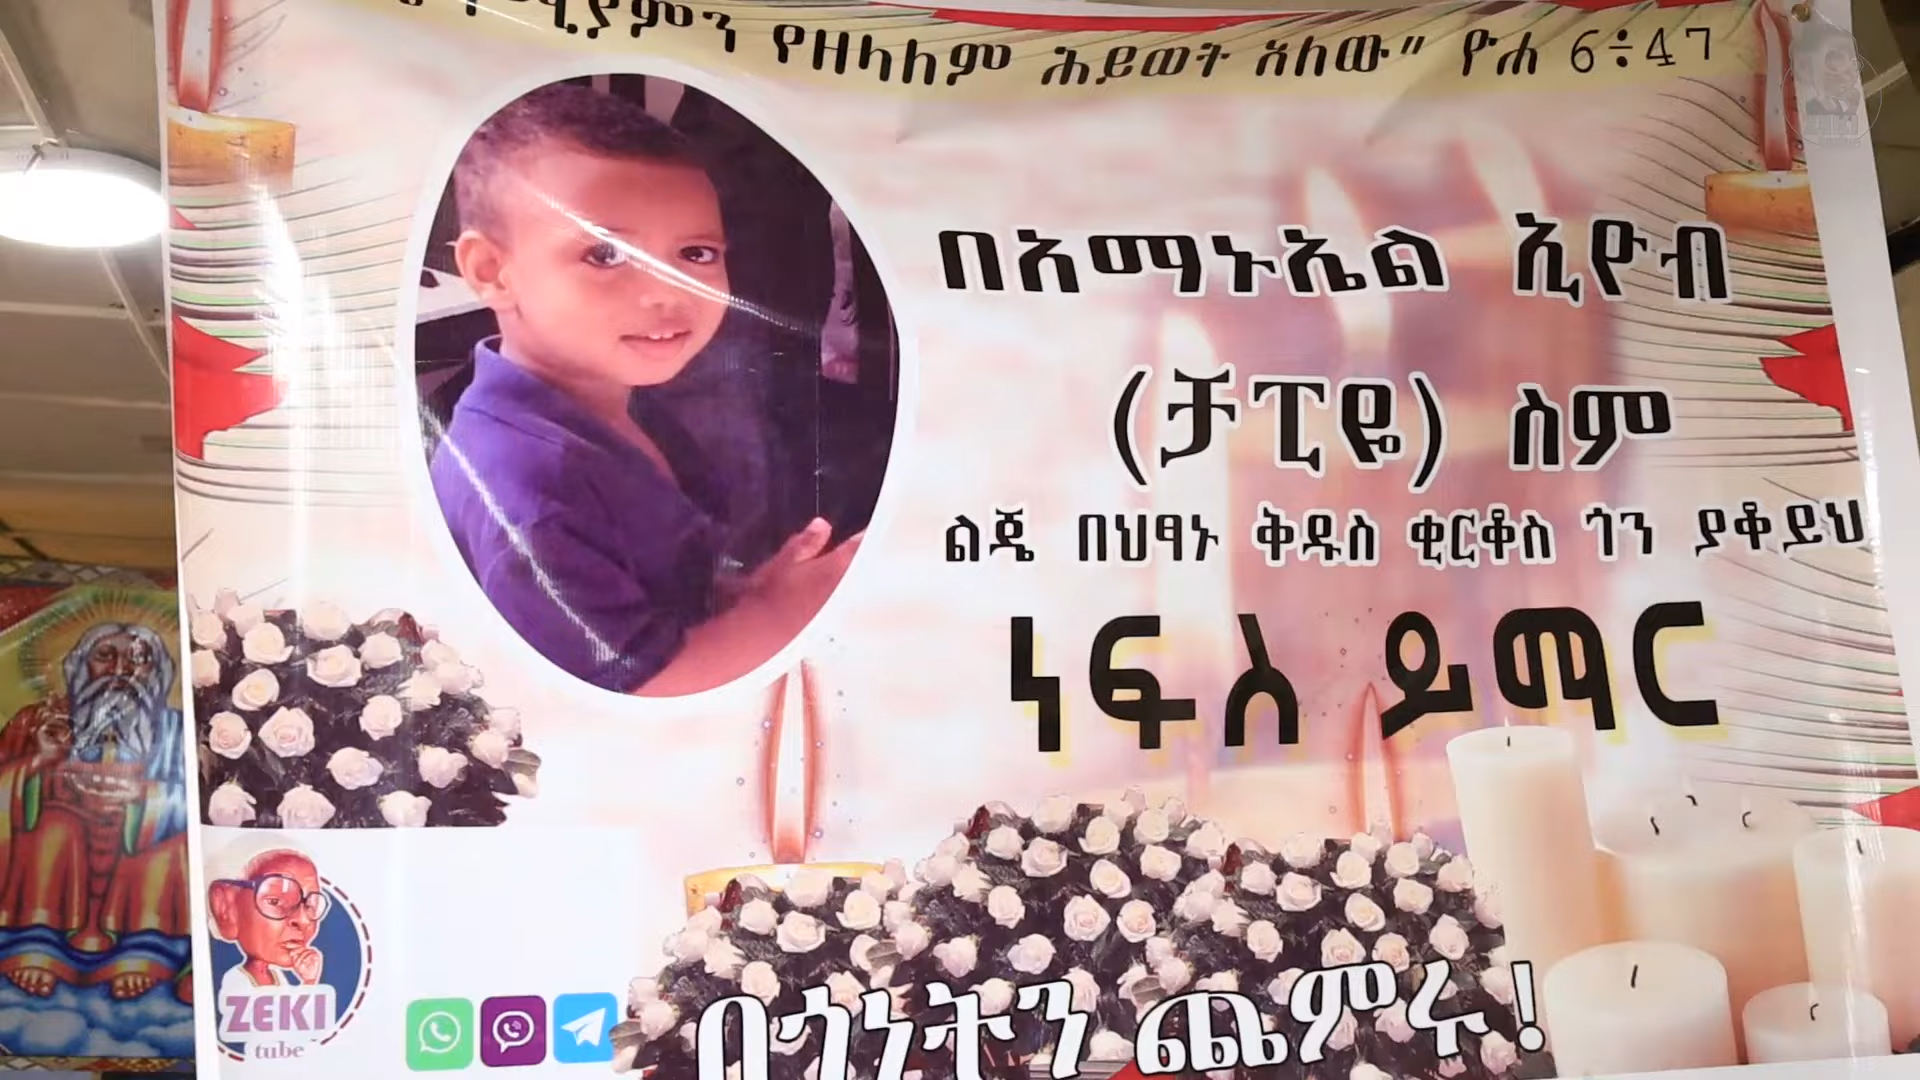 የዘላለም ሕይወት አለው” ዮሐ 6÷47
በአማኑኤል ኢዮብ
(ቻፒዬ) ስም
ልጄ በህፃኑ ቅዱስ ቂርቆስ ጎን ያቆይህ
ነፍስ ይማር
ZEKI
tube
በጎነትን ጨምሩ!